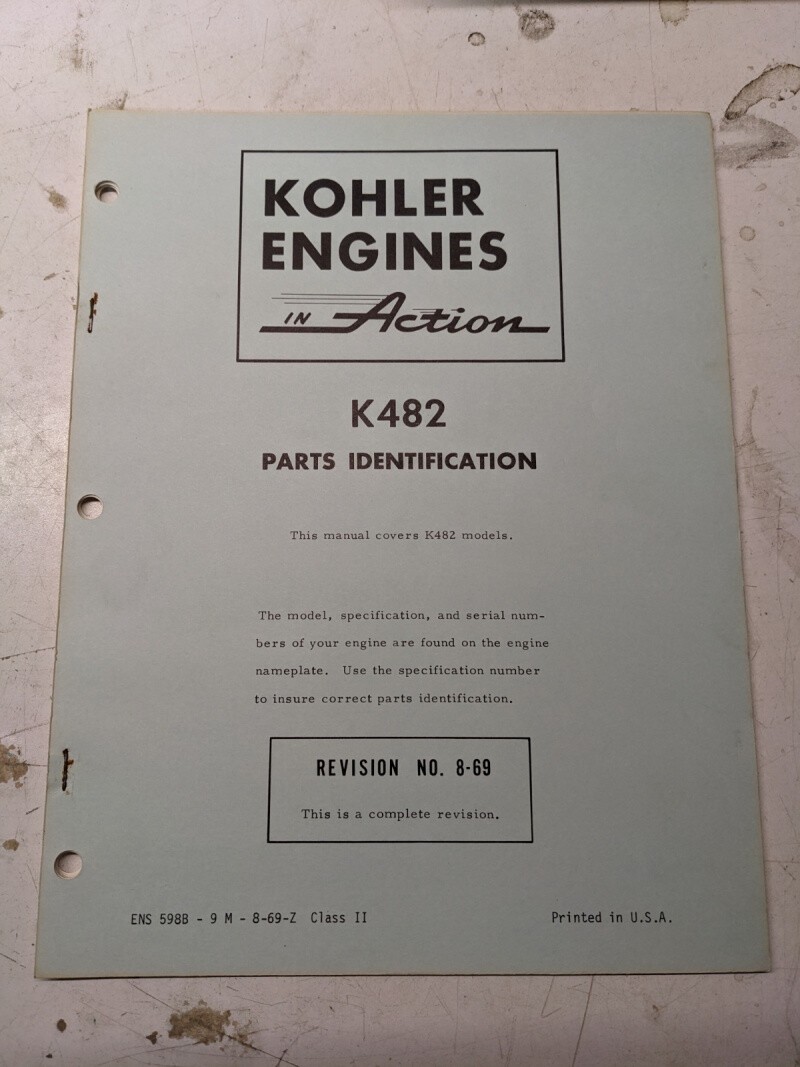 KOHLER
ENGINES
IN Action
K482
PARTS IDENTIFICATION
This manual covers K482 models.
The model, specification, and serial num-
bers of your engine are found on the engine
nameplate. Use the specification number
to insure correct parts identification.
REVISION NO. 8-69
This is a complete revision.
ENS 598B - 9 M - 8-69-Z Class II Printed in U.S.A.